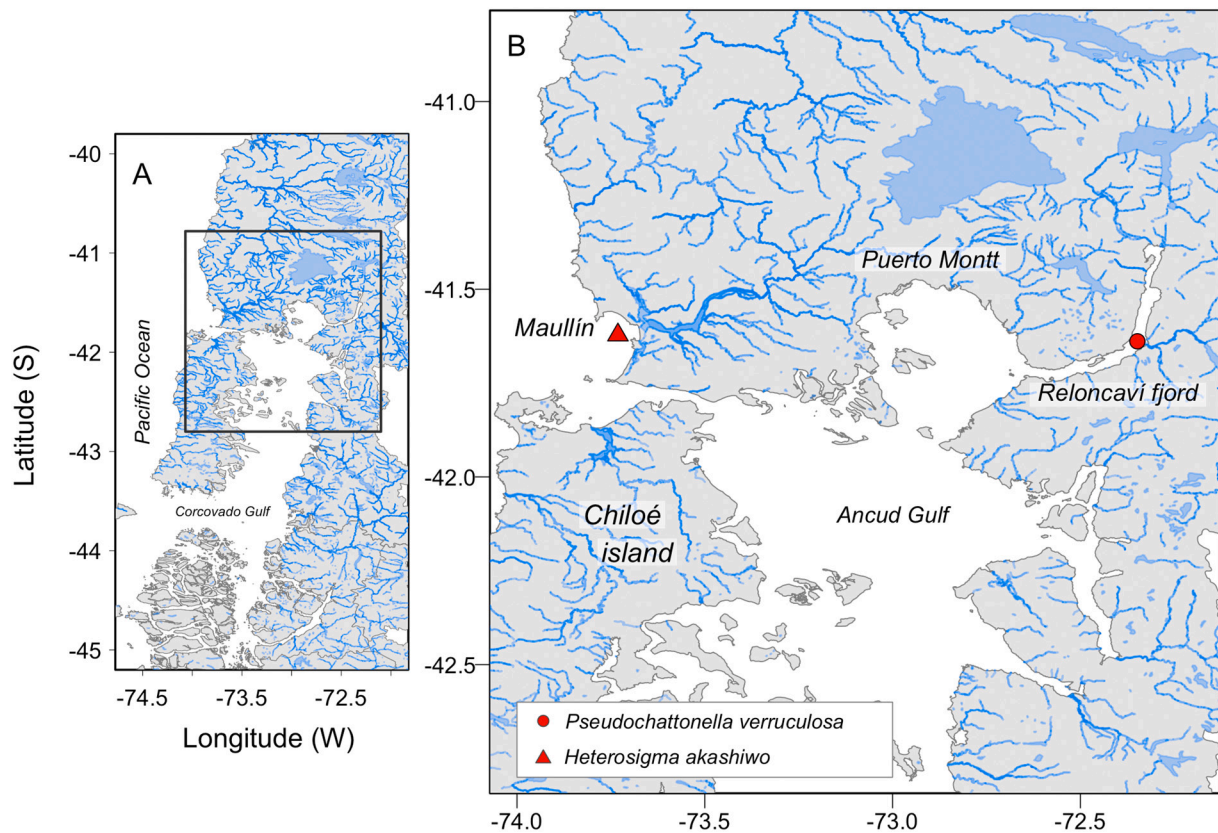 A
-40
-41
-42
-43
-44
-45
Latitude (S)
Pacific Ocean
Corcovado Gulf
-74.5
-73.5
-72.5
Longitude (W)
B
-41.0
-41.5
-42.0
-42.5
Puerto Montt
Maullín
Reloncaví fjord
Chiloé
island
Ancud Gulf
Pseudochattonella verruculosa
Heterosigma akashiwo
-74.0
-73.5
-73.0
-72.5